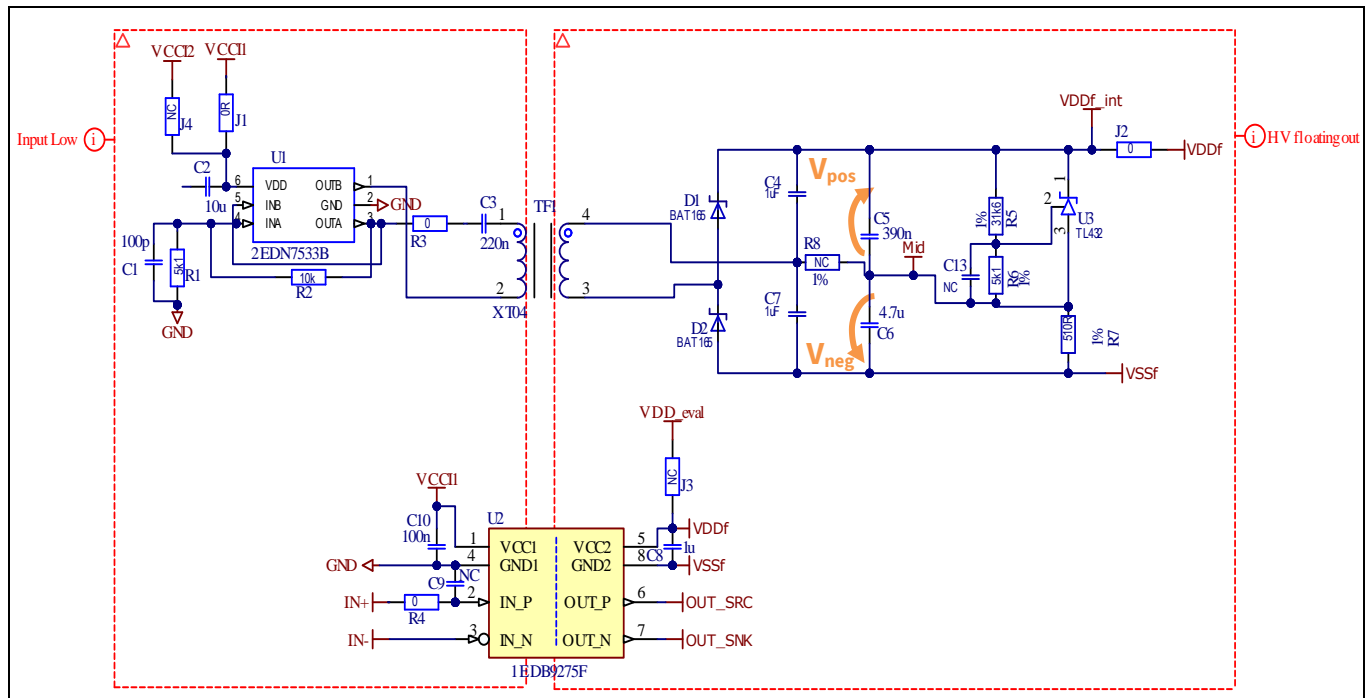 Input Low
i
VCCI2
VCCI1
NC
J4
0R
J1
C2
10u
U1
6
VDD
OUTB
1
5
INB
GND
2
GND
4
INA
OUTA
3
2EDN7533B
100p
C1
5k1
R1
GND
10k
R2
0
R3
C3
220n
TF1
1
2
4
3
XT04
D1
BAT165
D2
BAT165
C4
1uF
C7
1uF
R8
NC
1%
Vpos
C5
390n
Mid
4.7u
C6
Vneg
VDDf_int
J2
0
VDDf
i
HV floating out
1%
31k6
R5
1
2
3
U3
TL432
C13
NC
5k1
R6
1%
510R
1%
R7
VSSf
VDD_eval
NC
J3
VCCI1
C10
100n
U2
1
VCC1
VCC2
5
VDDf
C8
1u
4
GND1
GND2
8
VSSf
GND
C9
NC
IN+
0
R4
2
IN_P
OUT_P
6
OUT_SRC
IN-
3
IN_N
OUT_N
7
OUT_SNK
1EDB9275F